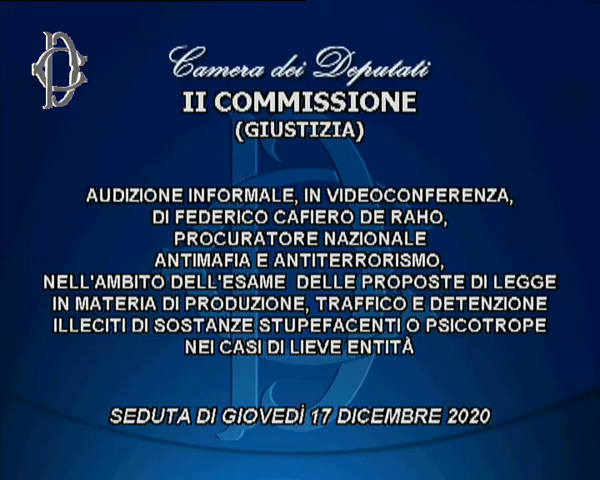 Camera dei Deputati
II COMMISSIONE
(GIUSTIZIA)
AUDIZIONE INFORMALE, IN VIDEOCONFERENZA,
DI FEDERICO CAFIERO DE RAHO,
PROCURATORE NAZIONALE
ANTIMAFIA E ANTITERRORISMO,
NELL'AMBITO DELL'ESAME DELLE PROPOSTE DI LEGGE
IN MATERIA DI PRODUZIONE, TRAFFICO E DETENZIONE
ILLECITI DI SOSTANZE STUPEFACENTI O PSICOTROPE
NEI CASI DI LIEVE ENTITÀ
SEDUTA DI GIOVEDÌ 17 DICEMBRE 2020